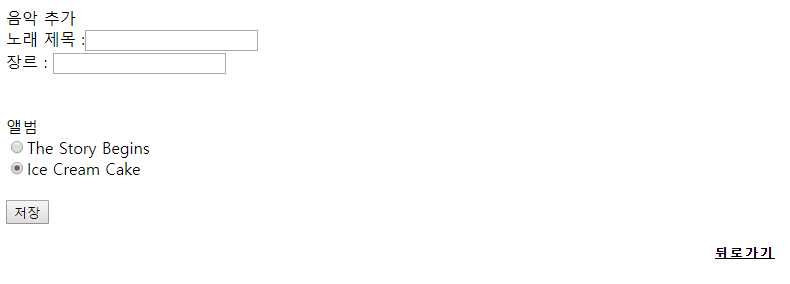 음악 추가
노래 제목 :
장르 :
앨범
The Story Begins
Ice Cream Cake
저장
뒤로가기